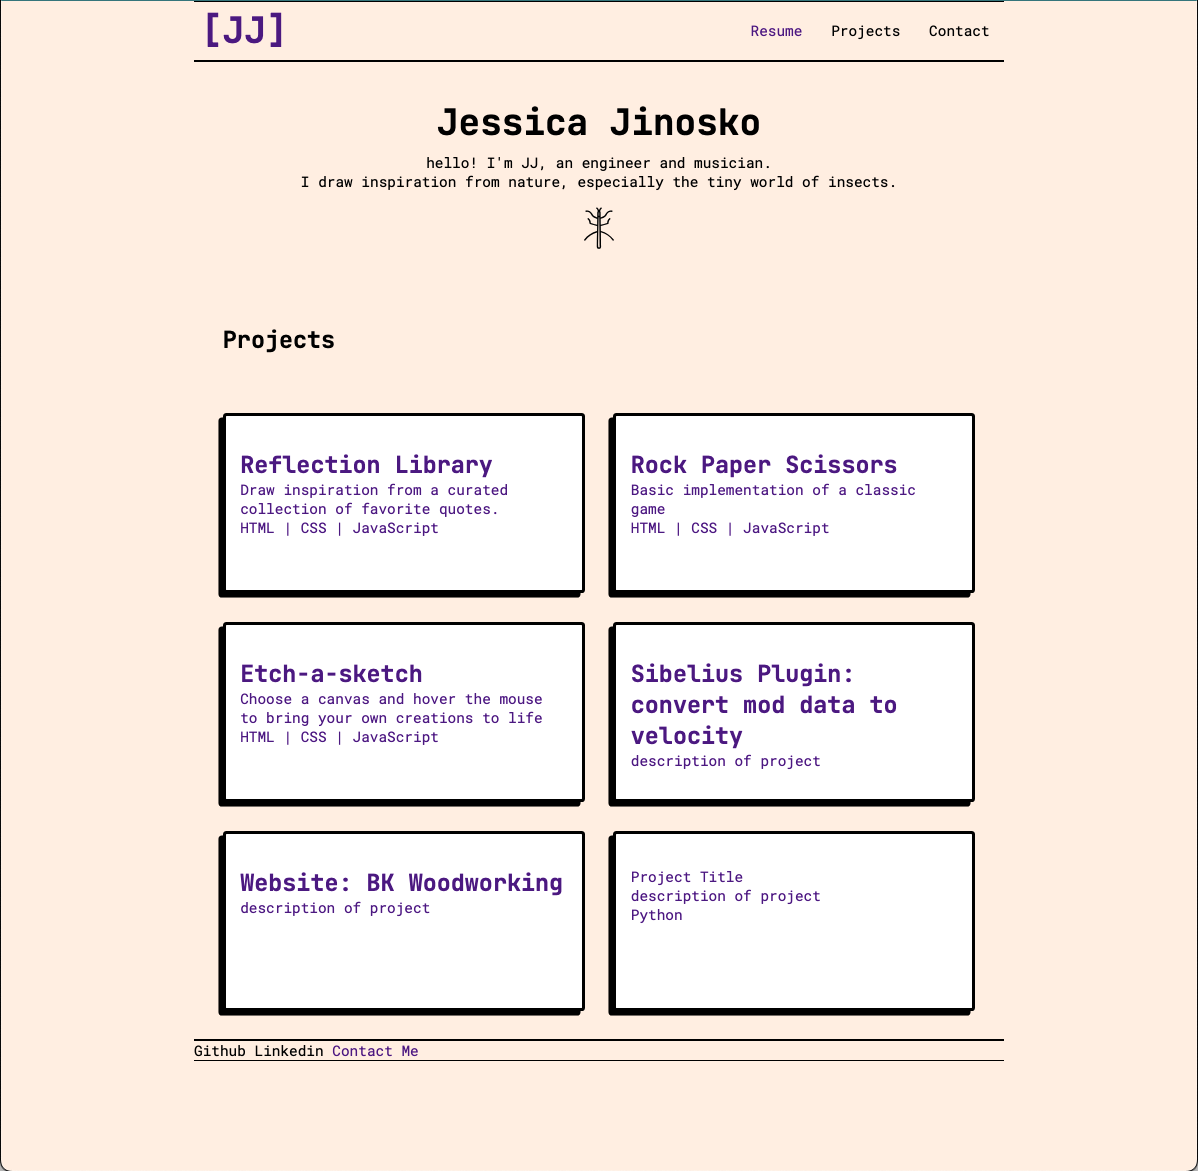 [JJ]
Resume Projects Contact
Jessica Jinosko
hello! I'm JJ, an engineer and musician.
I draw inspiration from nature, especially the tiny world of insects.
Projects
Reflection Library
Draw inspiration from a curated
collection of favorite quotes.
HTML | CSS | JavaScript
Rock Paper Scissors
Basic implementation of a classic
game
HTML | CSS | JavaScript
Etch-a-sketch
Choose a canvas and hover the mouse
to bring your own creations to life
HTML | CSS | JavaScript
Sibelius Plugin:
convert mod data to
velocity
description of project
Website: BK Woodworking
description of project
Project Title
description of project
Python
Github Linkedin Contact Me